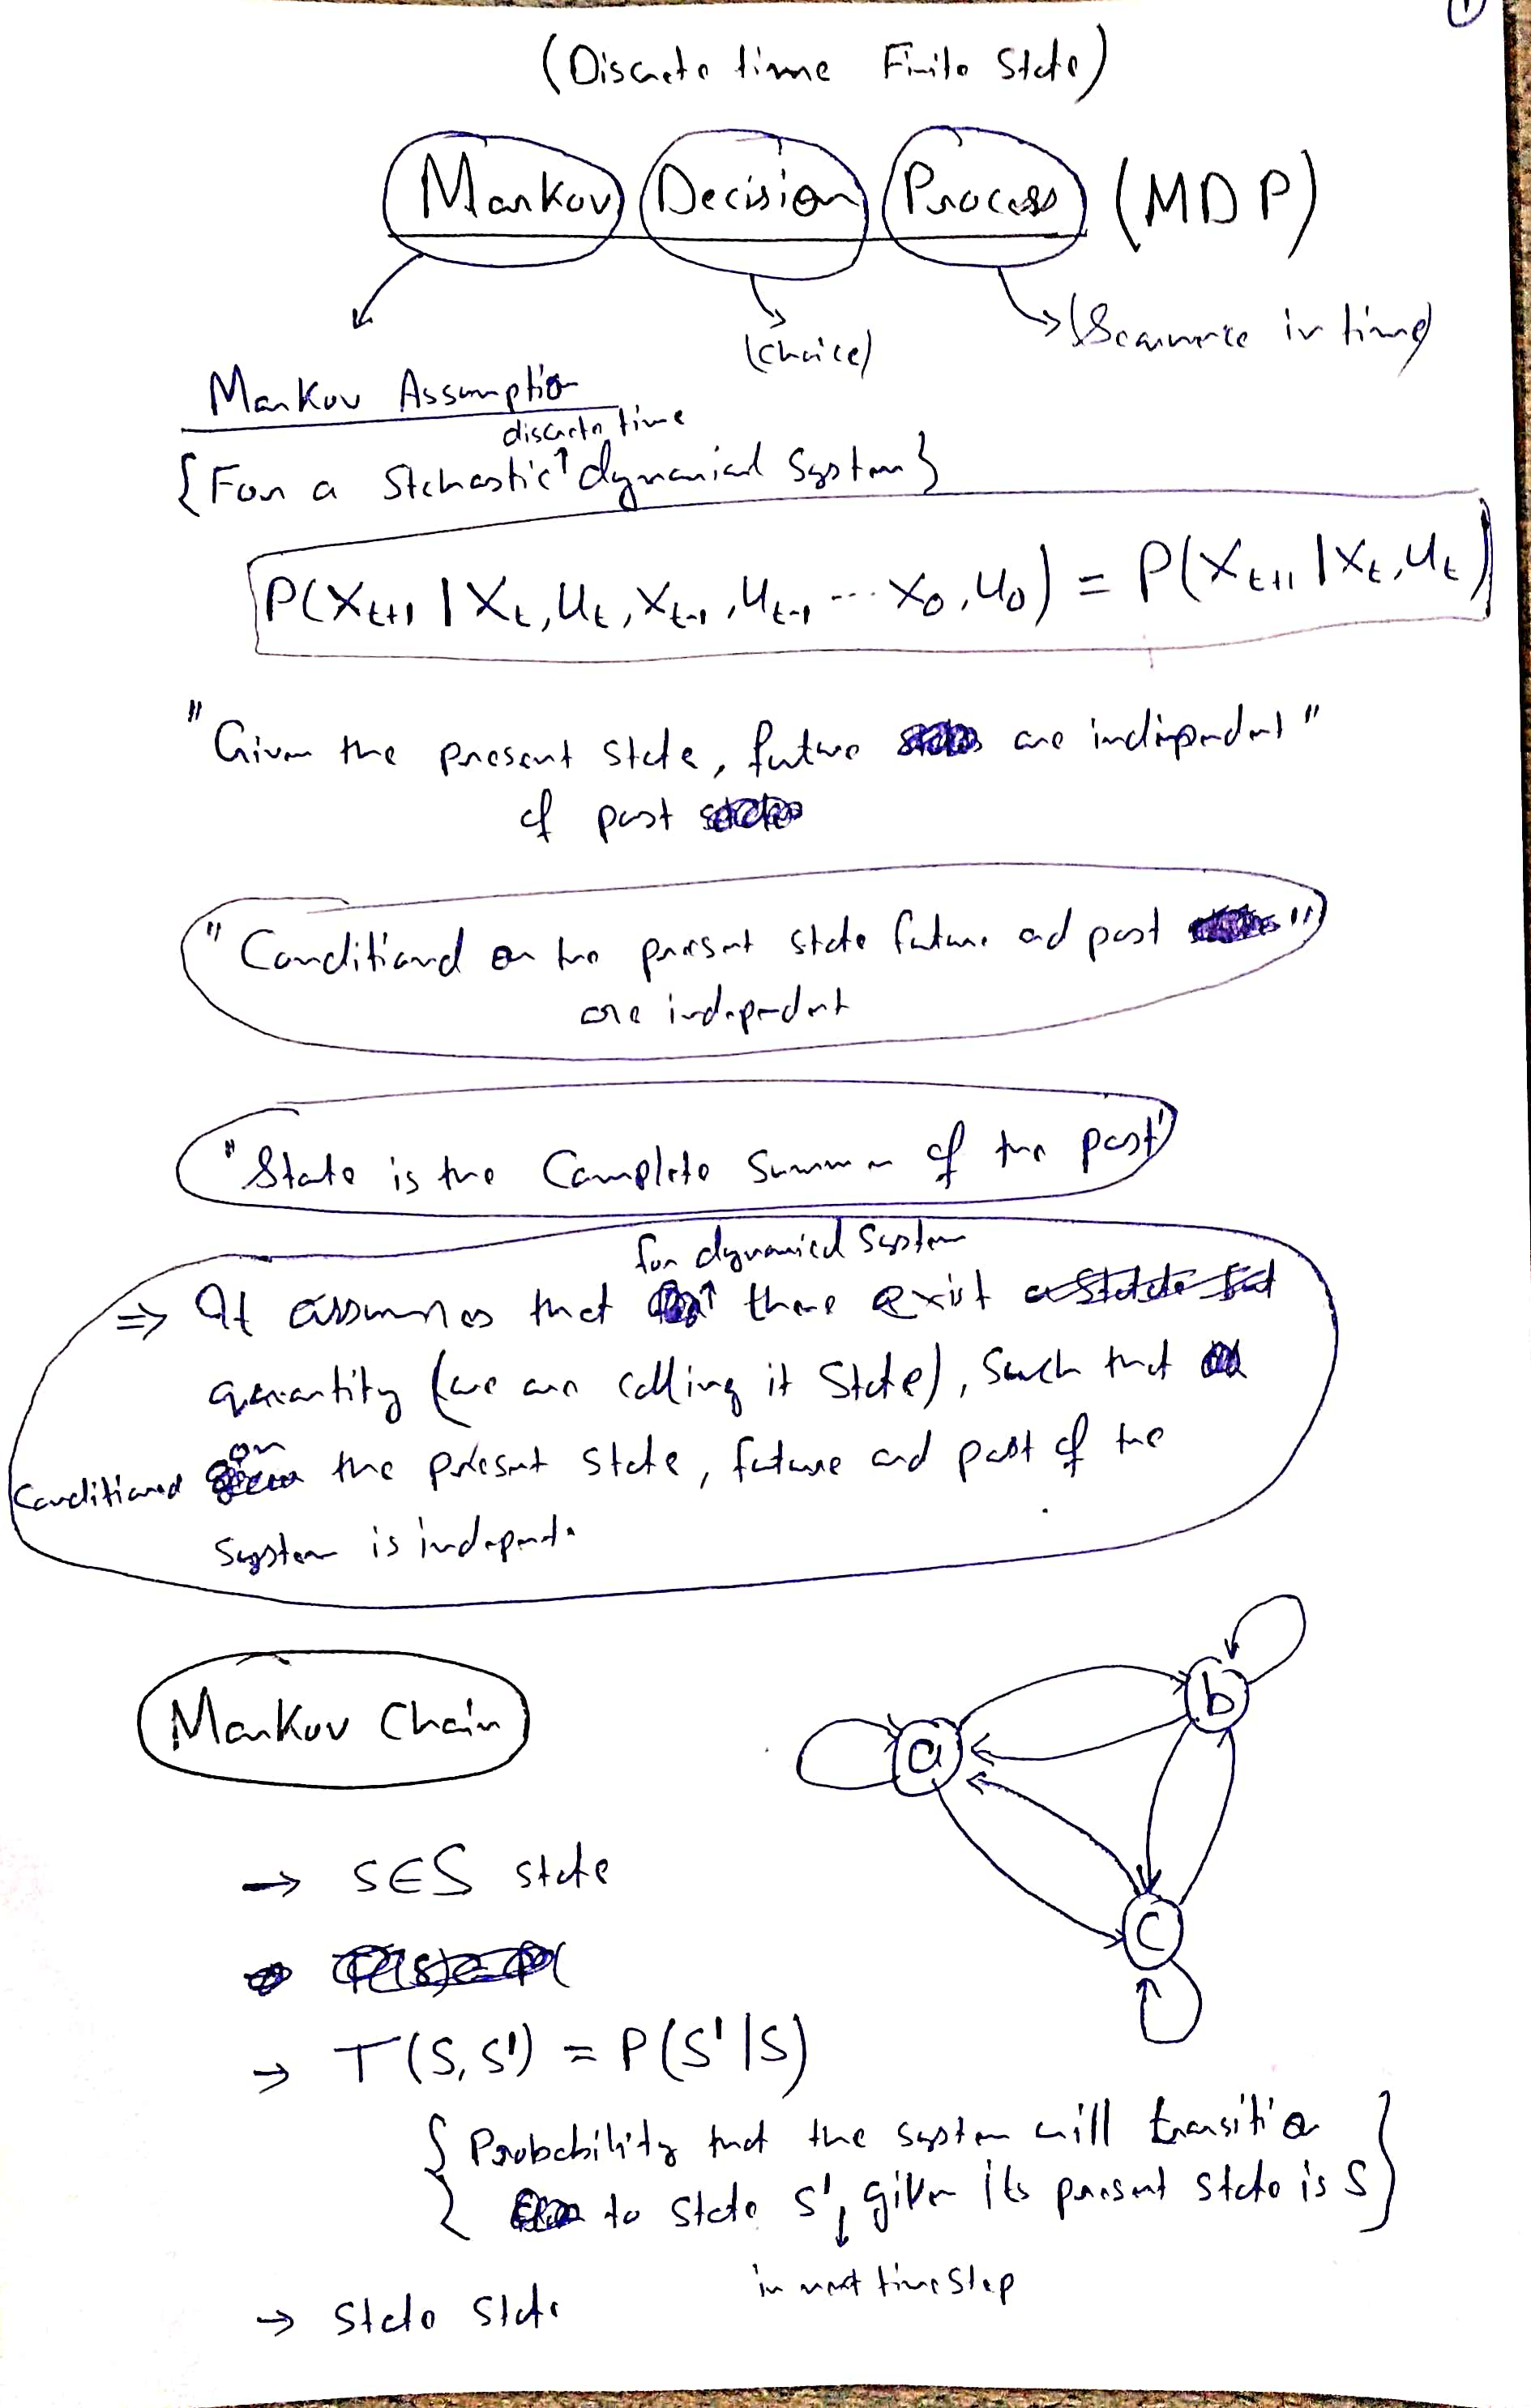 1
(Discrete time Finite State)
Markov Decision Process (MDP)
(choice)
(Sequence in time)
Markov Assumption
discrete time
{For a Stchastic dynamical System}
P(X_{t+1} | X_t, U_t, X_{t-1}, U_{t-1} ... X_0, U_0) = P(X_{t+1} | X_t, U_t)
"Given the present state, future are independent"
of past
"Conditioned on the present state future and past "
are independent
"State is the Complete Summary of the past"
for dynamical System
⇒ It assumes that there exist
quantity (we are calling it State), Such that
on
Conditioned the present state, future and past of the
System is indepent.
Markov Chain
b
a
c
→ S∈S state
→ T(S, S') = P(S'|S)
{Probability that the system will transition
to state S', given its present state is S}
in next time step
→ State State